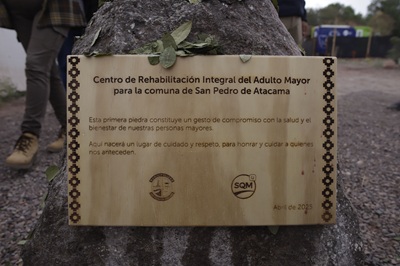 Centro de Rehabilitación Integral del Adulto Mayor
para la comuna de San Pedro de Atacama
Esta primera piedra constituye un gesto de compromiso con la salud y el
bienestar de nuestras personas mayores.
Aquí nacerá un lugar de cuidado y respeto, para honrar y cuidar a quienes
nos anteceden.
SQM
Abril de 2025